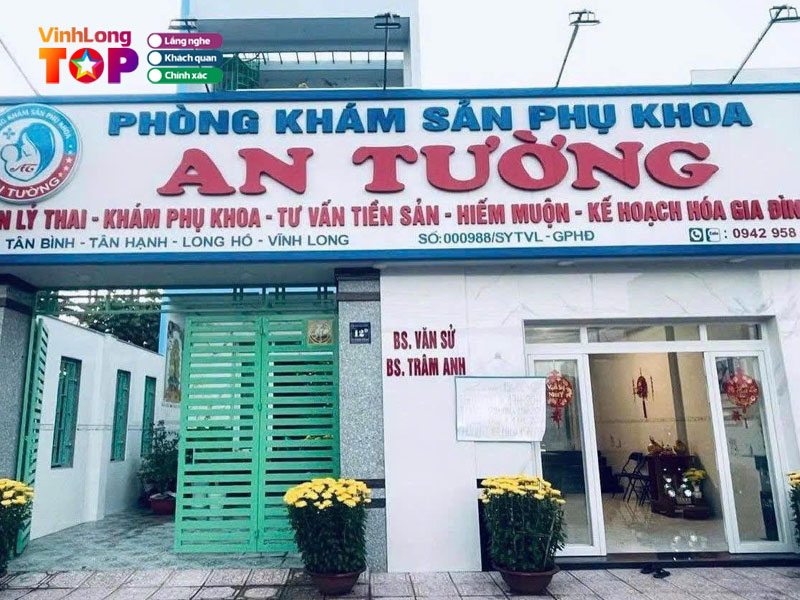 VinhLong
TOP
Lắng nghe
Khách quan
Chính xác
PHÒNG KHÁM SẢN PHỤ KHOA
AN TƯỜNG
LÝ THAI - KHÁM PHỤ KHOA - TƯ VẤN TIỀN SẢN - HIẾM MUỘN - KẾ HOẠCH HÓA GIA
TÂN BÌNH - TÂN HẠNH - LONG HỒ - VĨNH LONG
SỐ:000988/SYTVL-GPHĐ
: 0942 958
BS. VĂN SỬ
BS. TRÂM ANH